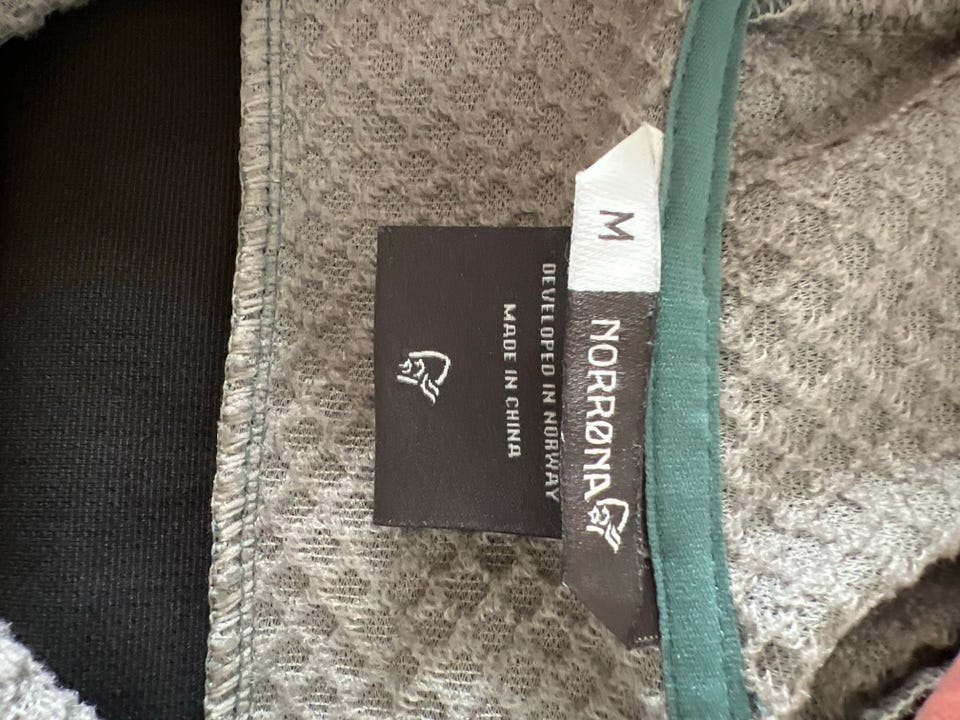 M
NORRØNA
DEVELOPED IN NORWAY
MADE IN CHINA